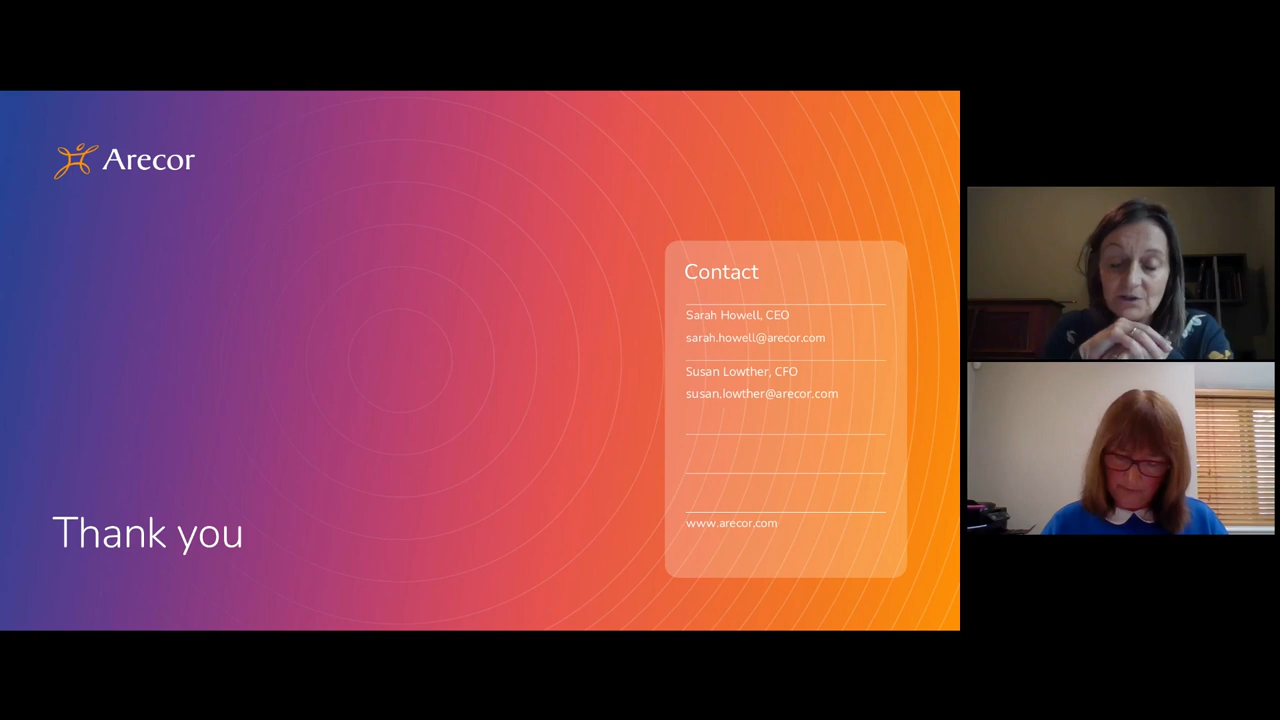 Arecor
Contact
Sarah Howell, CEO
sarah.howell@arecor.com
Susan Lowther, CFO
susan.lowther@arecor.com
www.arecor.com
Thank you